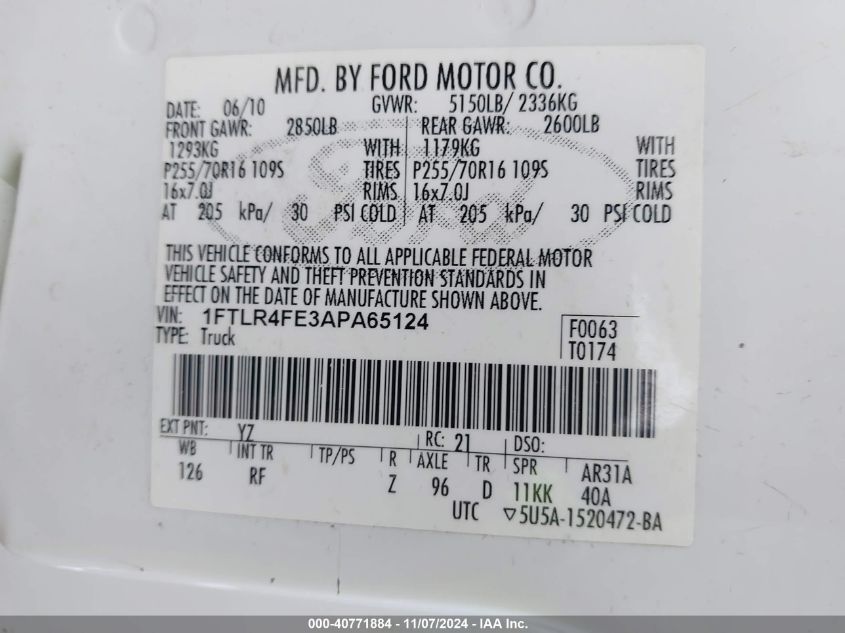 MFD. BY FORD MOTOR CO.
DATE: 06/10 GVWR: 5150LB/ 2336KG
FRONT GAWR: 2850LB REAR GAWR: 2600LB
1293KG WITH 1179KG WITH
P255/70R16 109S TIRES P255/70R16 109S TIRES
16x7.0J RIMS 16x7.0J RIMS
AT 205 kPa/ 30 PSI COLD AT 205 kPa/ 30 PSI COLD
THIS VEHICLE CONFORMS TO ALL APPLICABLE FEDERAL MOTOR
VEHICLE SAFETY AND THEFT PREVENTION STANDARDS IN
EFFECT ON THE DATE OF MANUFACTURE SHOWN ABOVE.
VIN: 1FTLR4FE3APA65124 F0063
TYPE: Truck T0174
EXT PNT: YZ RC: 21 DSO:
WB INT TR TP/PS R AXLE TR SPR AR31A
126 RF Z 96 D 11KK 40A
UTC ▽5U5A-1520472-BA
Ford
000-40771884 - 11/07/2024 - IAA Inc.